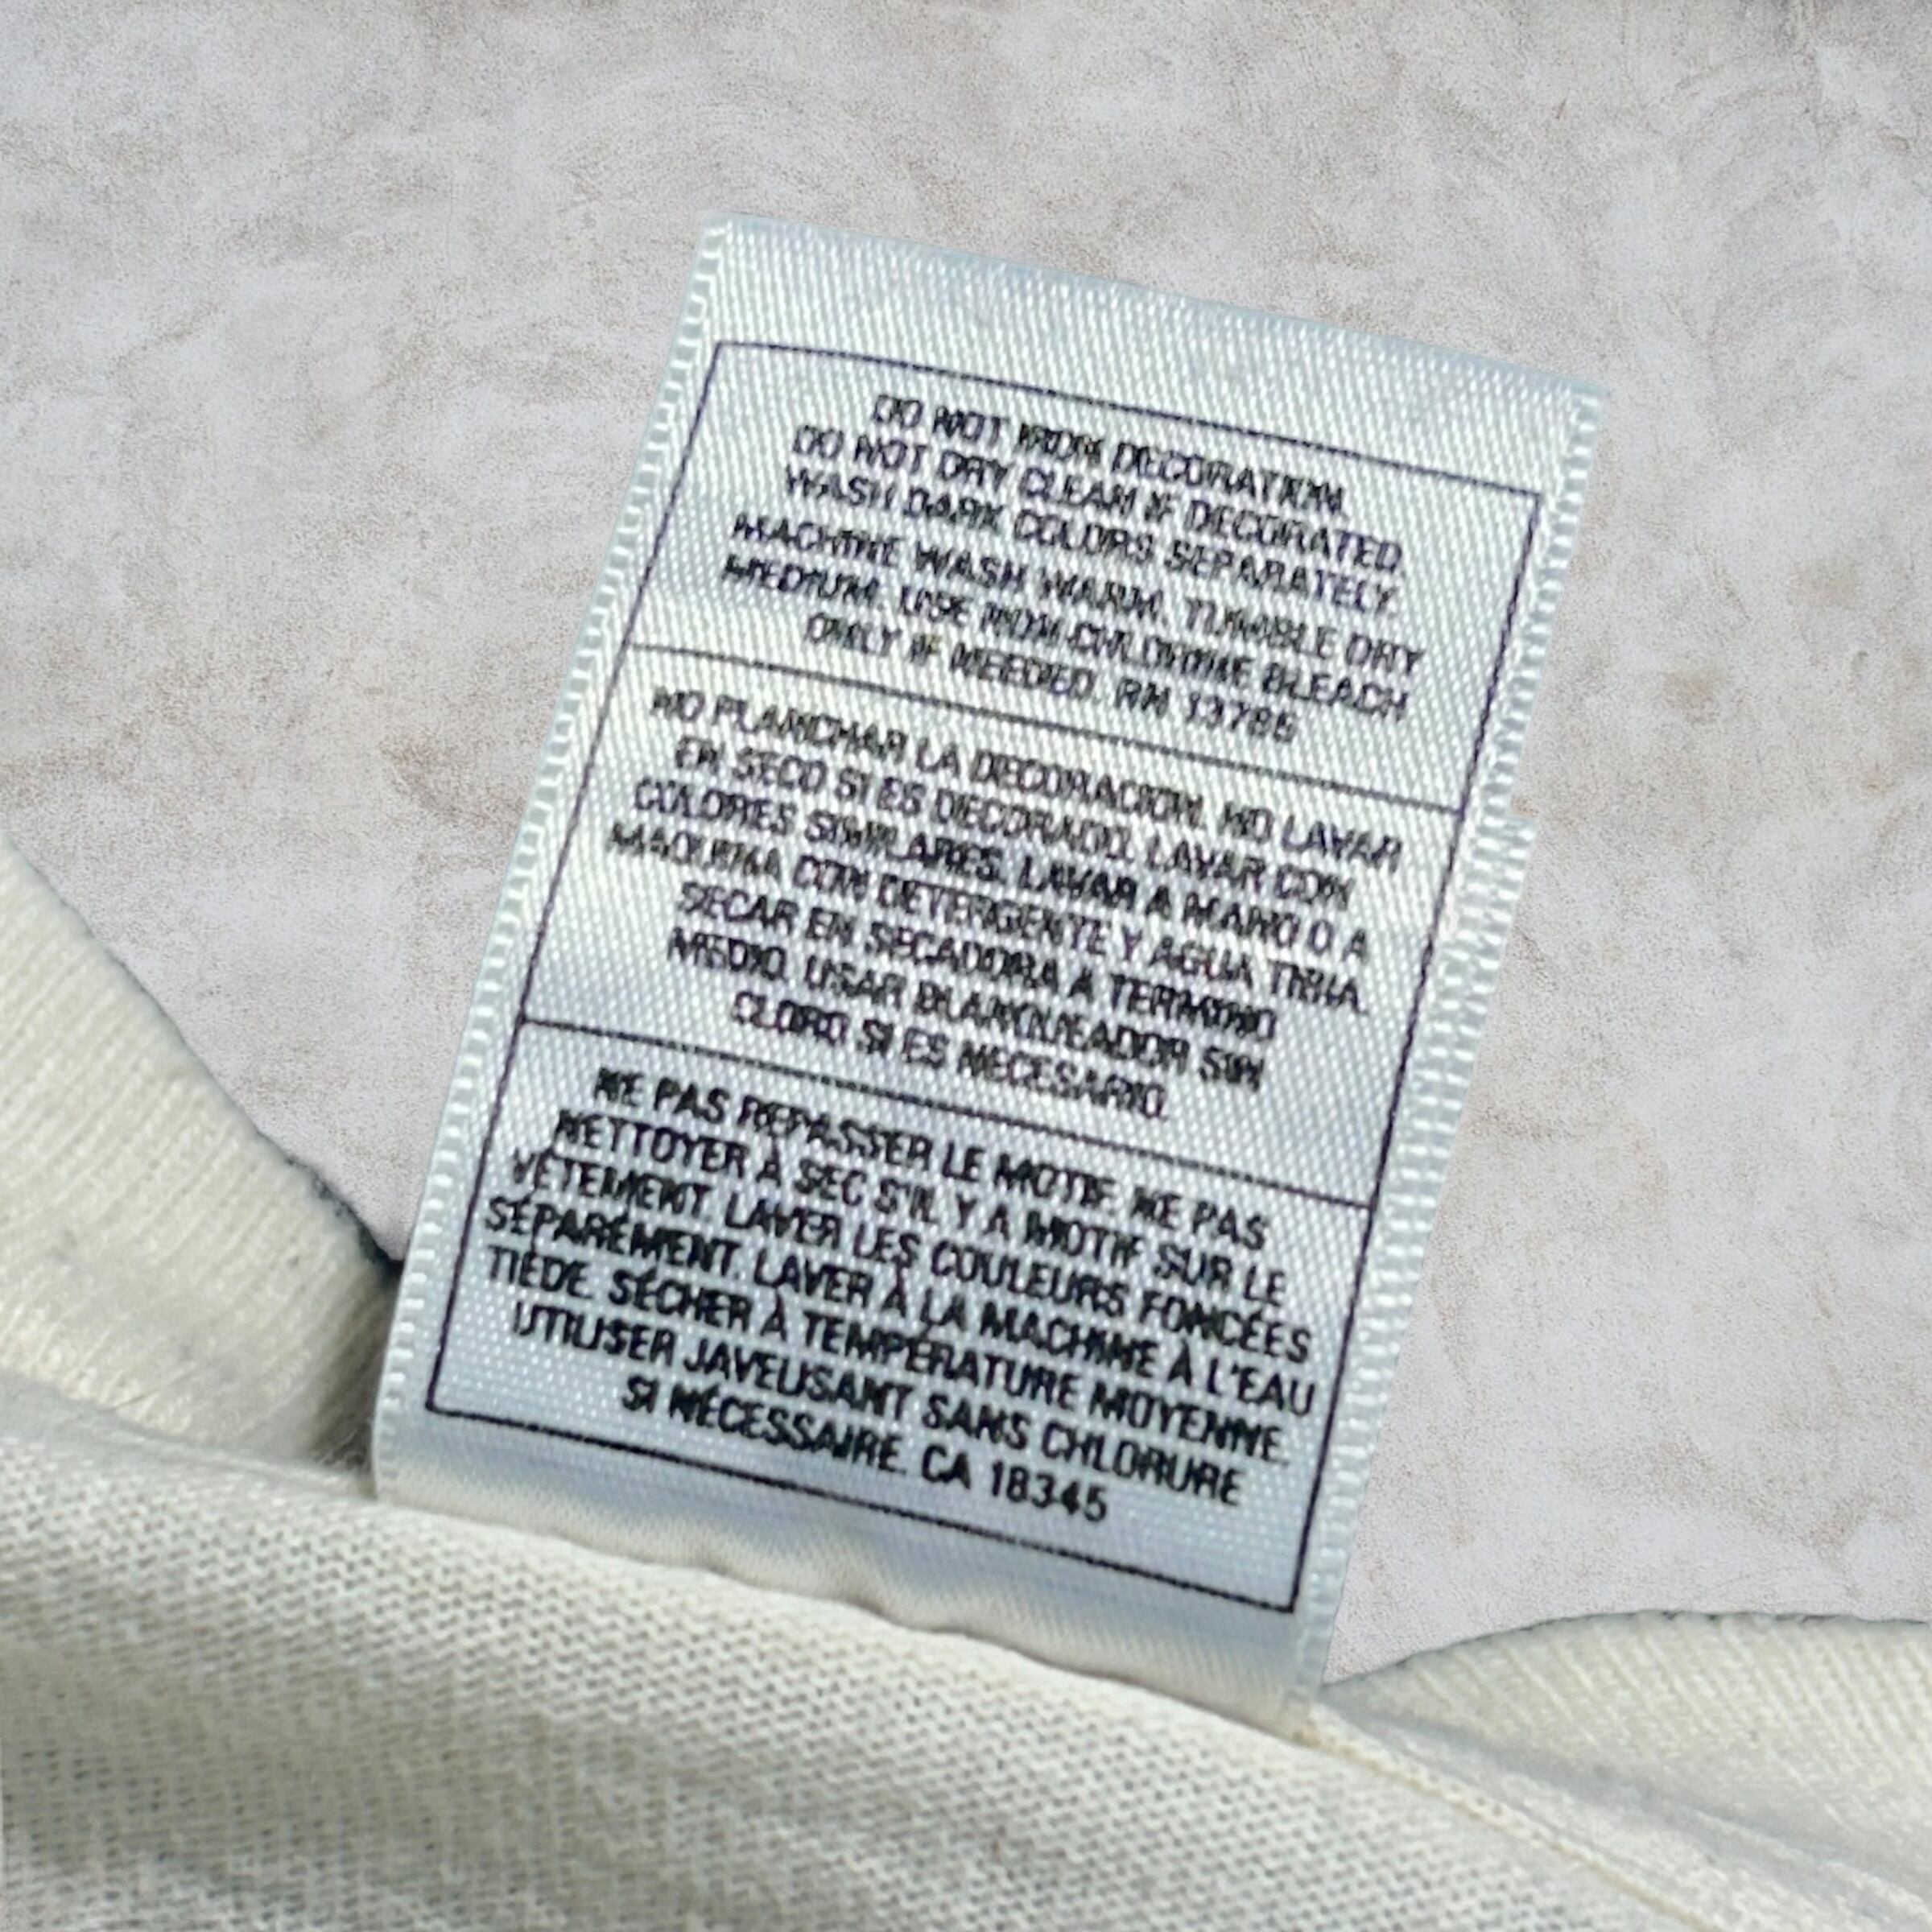 DO NOT IRON DECORATION.
DO NOT DRY CLEAN IF DECORATED.
WASH DARK COLORS SEPARATELY.
MACHINE WASH WARM. TUMBLE DRY
MEDIUM. USE NON-CHLORINE BLEACH
ONLY IF NEEDED. RN 13765
NO PLANCHAR LA DECORACION. NO LAVAR
EN SECO SI ES DECORADO. LAVAR CON
COLORES SIMILARES. LAVAR A MANO O A
MAQUINA CON DETERGENTE Y AGUA TIBIA.
SECAR EN SECADORA A TERMINO
MEDIO. USAR BLANQUEADOR SIN
CLORO SI ES NECESARIO.
NE PAS REPASSER LE MOTIF. NE PAS
NETTOYER À SEC S'IL Y A MOTIF SUR LE
VÊTEMENT. LAVER LES COULEURS FONCÉES
SÉPARÉMENT. LAVER À LA MACHINE À L'EAU
TIÈDE. SÉCHER À TEMPÉRATURE MOYENNE.
UTILISER JAVELISANT SANS CHLORURE
SI NÉCESSAIRE. CA 18345